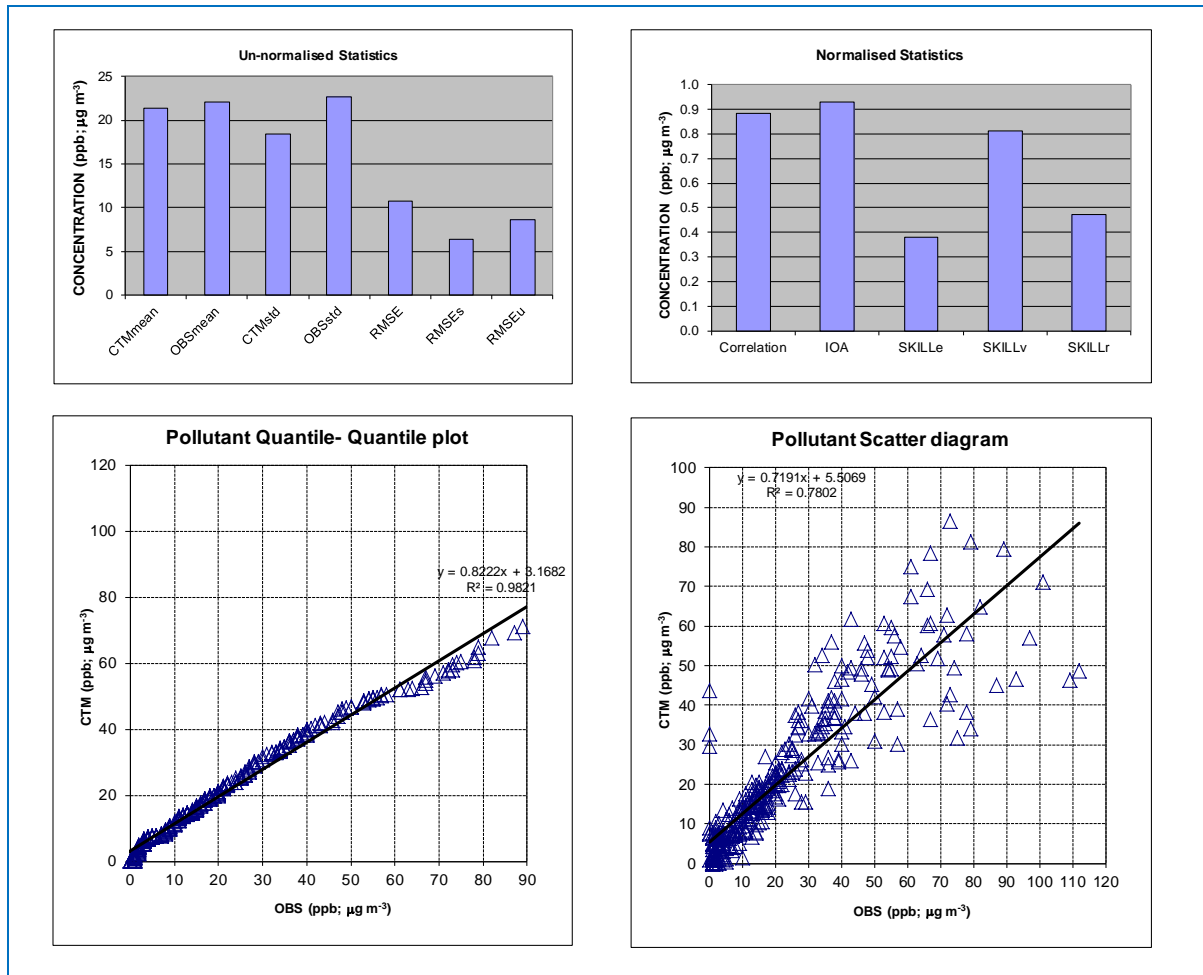 Un-normalised Statistics
CONCENTRATION (ppb; µg m-3)
25
20
15
10
5
0
CTMmean
OBSmean
CTMstd
OBSstd
RMSE
RMSEs
RMSEu
Normalised Statistics
CONCENTRATION (ppb; µg m-3)
1.0
0.9
0.8
0.7
0.6
0.5
0.4
0.3
0.2
0.1
0.0
Correlation IOA SKILLe SKILLv SKILLr
Pollutant Quantile- Quantile plot
CTM (ppb; µg m-3)
120
100
80
60
40
20
0
y = 0.8222x + 3.1682
R² = 0.9821
0 10 20 30 40 50 60 70 80 90
OBS (ppb; µg m-3)
Pollutant Scatter diagram
CTM (ppb; µg m-3)
100
90
80
70
60
50
40
30
20
10
0
y = 0.7191x + 5.5069
R² = 0.7802
0 10 20 30 40 50 60 70 80 90 100 110 120
OBS (ppb; µg m-3)